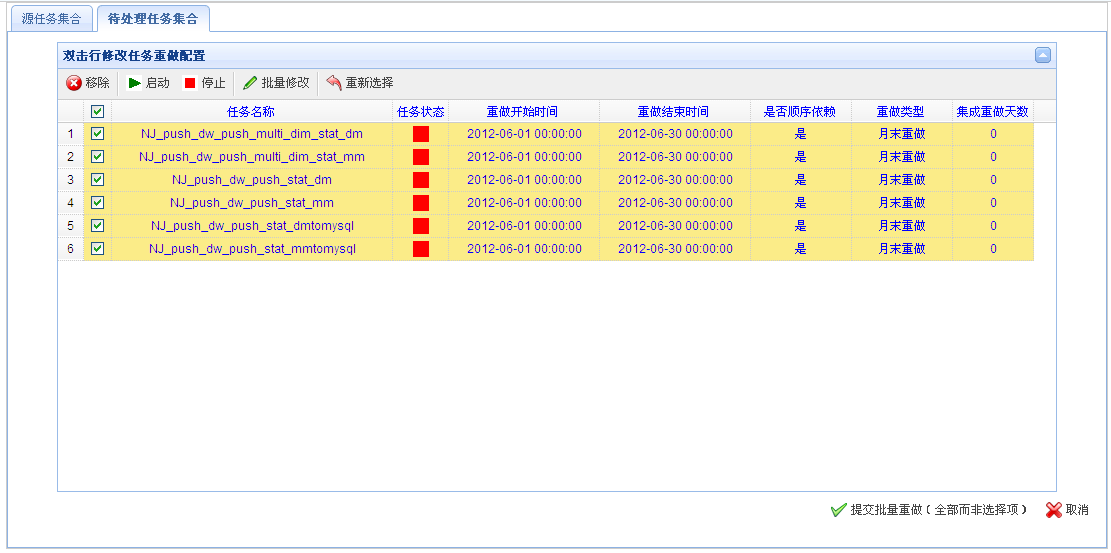 源任务集合 待处理任务集合
双击行修改任务重做配置
移除 启动 停止 批量修改 重新选择
任务名称 任务状态 重做开始时间 重做结束时间 是否顺序依赖 重做类型 集成重做天数
1 NJ_push_dw_push_multi_dim_stat_dm 2012-06-01 00:00:00 2012-06-30 00:00:00 是 月末重做 0
2 NJ_push_dw_push_multi_dim_stat_mm 2012-06-01 00:00:00 2012-06-30 00:00:00 是 月末重做 0
3 NJ_push_dw_push_stat_dm 2012-06-01 00:00:00 2012-06-30 00:00:00 是 月末重做 0
4 NJ_push_dw_push_stat_mm 2012-06-01 00:00:00 2012-06-30 00:00:00 是 月末重做 0
5 NJ_push_dw_push_stat_dmtomysql 2012-06-01 00:00:00 2012-06-30 00:00:00 是 月末重做 0
6 NJ_push_dw_push_stat_mmtomysql 2012-06-01 00:00:00 2012-06-30 00:00:00 是 月末重做 0
提交批量重做（全部而非选择项） 取消